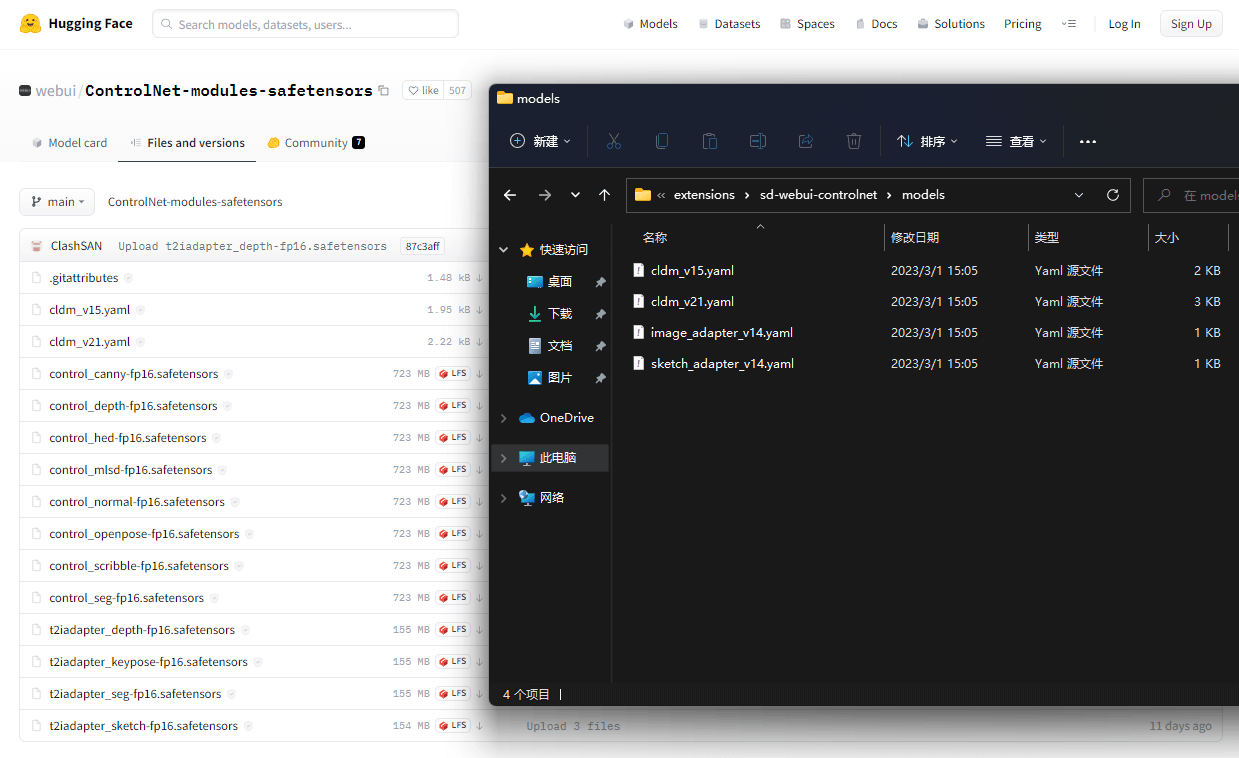 Hugging Face
Search models, datasets, users...
Models
Datasets
Spaces
Docs
Solutions
Pricing
Log In
Sign Up
webui/ControlNet-modules-safetensors
like 507
Model card
Files and versions
Community 7
main
ControlNet-modules-safetensors
ClashSAN Upload t2iadapter_depth-fp16.safetensors 87c3aff
.gitattributes 1.48 kB
cldm_v15.yaml 1.95 kB
cldm_v21.yaml 2.22 kB
control_canny-fp16.safetensors 723 MB LFS
control_depth-fp16.safetensors 723 MB LFS
control_hed-fp16.safetensors 723 MB LFS
control_mlsd-fp16.safetensors 723 MB LFS
control_normal-fp16.safetensors 723 MB LFS
control_openpose-fp16.safetensors 723 MB LFS
control_scribble-fp16.safetensors 723 MB LFS
control_seg-fp16.safetensors 723 MB LFS
t2iadapter_depth-fp16.safetensors 155 MB LFS
t2iadapter_keypose-fp16.safetensors 155 MB LFS
t2iadapter_seg-fp16.safetensors 155 MB LFS
t2iadapter_sketch-fp16.safetensors 154 MB LFS Upload 3 files 11 days ago
models
新建
排序
查看
« extensions › sd-webui-controlnet › models
在 models
快速访问
桌面
下载
文档
图片
OneDrive
此电脑
网络
名称 修改日期 类型 大小
cldm_v15.yaml 2023/3/1 15:05 Yaml 源文件 2 KB
cldm_v21.yaml 2023/3/1 15:05 Yaml 源文件 3 KB
image_adapter_v14.yaml 2023/3/1 15:05 Yaml 源文件 1 KB
sketch_adapter_v14.yaml 2023/3/1 15:05 Yaml 源文件 1 KB
4 个项目